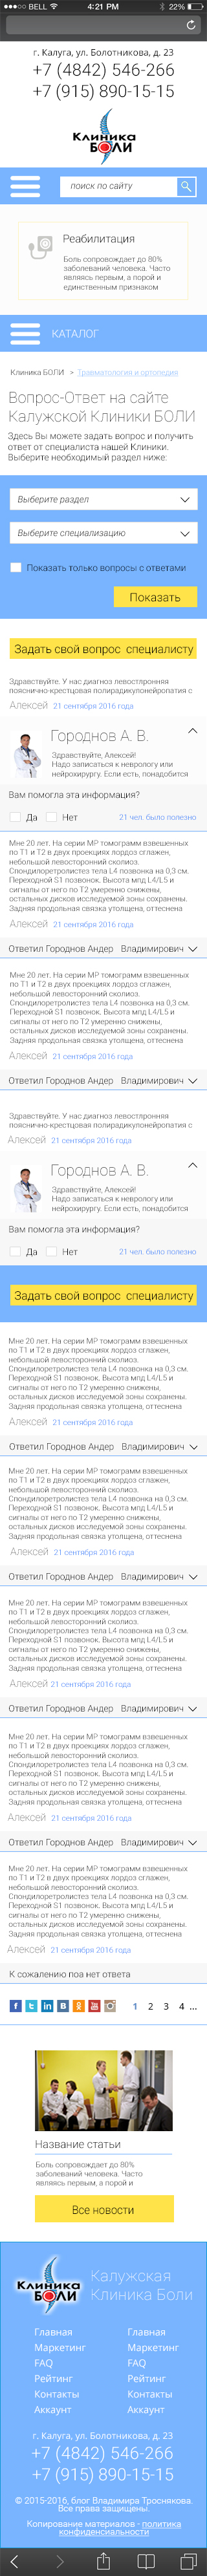 BELL 4:21 PM 22%
г. Калуга, ул. Болотникова, д. 23
+7 (4842) 546-266
+7 (915) 890-15-15
Клиника
БОЛИ
поиск по сайту
Реабилитация
Боль сопровождает до 80%
заболеваний человека. Часто
являясь первым, а порой и
единственным признаком
КАТАЛОГ
Клиника БОЛИ > Травматология и ортопедия
Вопрос-Ответ на сайте
Калужской Клиники БОЛИ
Здесь Вы можете задать вопрос и получить
ответ от специалиста нашей Клиники.
Выберите необходимый раздел ниже:
Выберите раздел
Выберите специализацию
Показать только вопросы с ответами
Показать
Задать свой вопрос специалисту
Здравствуйте. У нас диагноз левостпронняя
пояснично-крестцовая полирадикулонейропатия с
Алексей 21 сентября 2016 года
Городнов А. В.
Здравствуйте, Алексей!
Надо записаться к неврологу или
нейрохирургу. Если есть, понадобится
Вам помогла эта информация?
Да Нет 21 чел. было полезно
Мне 20 лет. На серии МР томограмм взвешенных
по Т1 и Т2 в двух проекциях лордоз сглажен,
небольшой левосторонний сколиоз.
Спондилоретролистез тела L4 позвонка на 0,3 см.
Переходной S1 позвонок. Высота мпд L4/L5 и
сигналы от него по Т2 умеренно снижены,
остальных дисков исследуемой зоны сохранены.
Задняя продольная связка утолщена, оттеснена
Алексей 21 сентября 2016 года
Ответил Городнов Андер Владимирович
Мне 20 лет. На серии МР томограмм взвешенных
по Т1 и Т2 в двух проекциях лордоз сглажен,
небольшой левосторонний сколиоз.
Спондилоретролистез тела L4 позвонка на 0,3 см.
Переходной S1 позвонок. Высота мпд L4/L5 и
сигналы от него по Т2 умеренно снижены,
остальных дисков исследуемой зоны сохранены.
Задняя продольная связка утолщена, оттеснена
Алексей 21 сентября 2016 года
Ответил Городнов Андер Владимирович
Здравствуйте. У нас диагноз левостпронняя
пояснично-крестцовая полирадикулонейропатия с
Алексей 21 сентября 2016 года
Городнов А. В.
Здравствуйте, Алексей!
Надо записаться к неврологу или
нейрохирургу. Если есть, понадобится
Вам помогла эта информация?
Да Нет 21 чел. было полезно
Задать свой вопрос специалисту
Мне 20 лет. На серии МР томограмм взвешенных
по Т1 и Т2 в двух проекциях лордоз сглажен,
небольшой левосторонний сколиоз.
Спондилоретролистез тела L4 позвонка на 0,3 см.
Переходной S1 позвонок. Высота мпд L4/L5 и
сигналы от него по Т2 умеренно снижены,
остальных дисков исследуемой зоны сохранены.
Задняя продольная связка утолщена, оттеснена
Алексей 21 сентября 2016 года
Ответил Городнов Андер Владимирович
Мне 20 лет. На серии МР томограмм взвешенных
по Т1 и Т2 в двух проекциях лордоз сглажен,
небольшой левосторонний сколиоз.
Спондилоретролистез тела L4 позвонка на 0,3 см.
Переходной S1 позвонок. Высота мпд L4/L5 и
сигналы от него по Т2 умеренно снижены,
остальных дисков исследуемой зоны сохранены.
Задняя продольная связка утолщена, оттеснена
Алексей 21 сентября 2016 года
Ответил Городнов Андер Владимирович
Мне 20 лет. На серии МР томограмм взвешенных
по Т1 и Т2 в двух проекциях лордоз сглажен,
небольшой левосторонний сколиоз.
Спондилоретролистез тела L4 позвонка на 0,3 см.
Переходной S1 позвонок. Высота мпд L4/L5 и
сигналы от него по Т2 умеренно снижены,
остальных дисков исследуемой зоны сохранены.
Задняя продольная связка утолщена, оттеснена
Алексей 21 сентября 2016 года
Ответил Городнов Андер Владимирович
Мне 20 лет. На серии МР томограмм взвешенных
по Т1 и Т2 в двух проекциях лордоз сглажен,
небольшой левосторонний сколиоз.
Спондилоретролистез тела L4 позвонка на 0,3 см.
Переходной S1 позвонок. Высота мпд L4/L5 и
сигналы от него по Т2 умеренно снижены,
остальных дисков исследуемой зоны сохранены.
Задняя продольная связка утолщена, оттеснена
Алексей 21 сентября 2016 года
Ответил Городнов Андер Владимирович
Мне 20 лет. На серии МР томограмм взвешенных
по Т1 и Т2 в двух проекциях лордоз сглажен,
небольшой левосторонний сколиоз.
Спондилоретролистез тела L4 позвонка на 0,3 см.
Переходной S1 позвонок. Высота мпд L4/L5 и
сигналы от него по Т2 умеренно снижены,
остальных дисков исследуемой зоны сохранены.
Задняя продольная связка утолщена, оттеснена
Алексей 21 сентября 2016 года
К сожалению пока нет ответа
1 2 3 4 ...
Название статьи
Боль сопровождает до 80%
заболеваний человека. Часто
являясь первым, а порой и
Все новости
Клиника
БОЛИ
Калужская
Клиника Боли
Главная Главная
Маркетинг Маркетинг
FAQ FAQ
Рейтинг Рейтинг
Контакты Контакты
Аккаунт Аккаунт
г. Калуга, ул. Болотникова, д. 23
+7 (4842) 546-266
+7 (915) 890-15-15
© 2015-2016, блог Владимира Троснякова.
Все права защищены.
Копирование материалов - политика
конфиденсиальности